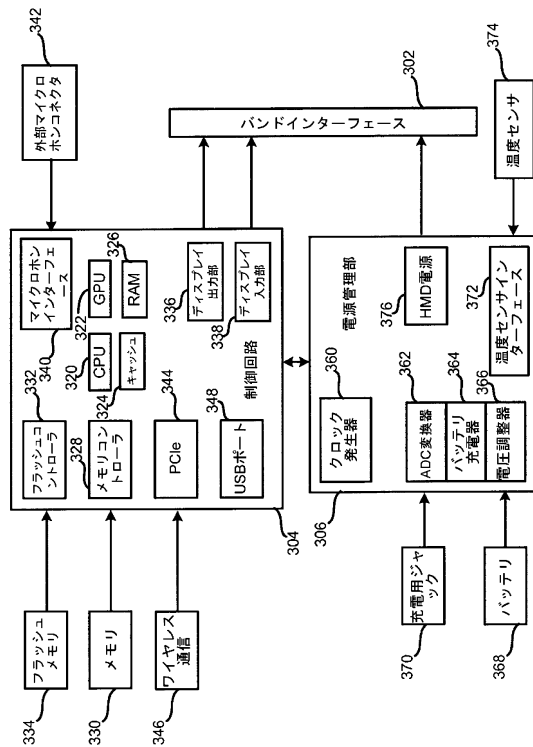 342
外部マイクロ
ホンコネクタ
302
バンドインターフェース
374
温度センサ
マイクロホン
インターフェ
ース
340
322
GPU
326
RAM
320
CPU
324
キャッシュ
336
ディスプレイ
出力部
338
ディスプレイ
入力部
制御回路
332
フラッシュコ
ントローラ
328
メモリコン
トローラ
344
PCIe
348
USBポート
304
334
フラッシュ
メモリ
330
メモリ
346
ワイヤレス
通信
電源管理部
376
HMD電源
372
温度センサイン
ターフェース
360
クロック
発生器
362
ADC変換器
364
バッテリ
充電器
366
電圧調整器
306
370
充電用ジャ
ック
368
バッテリ